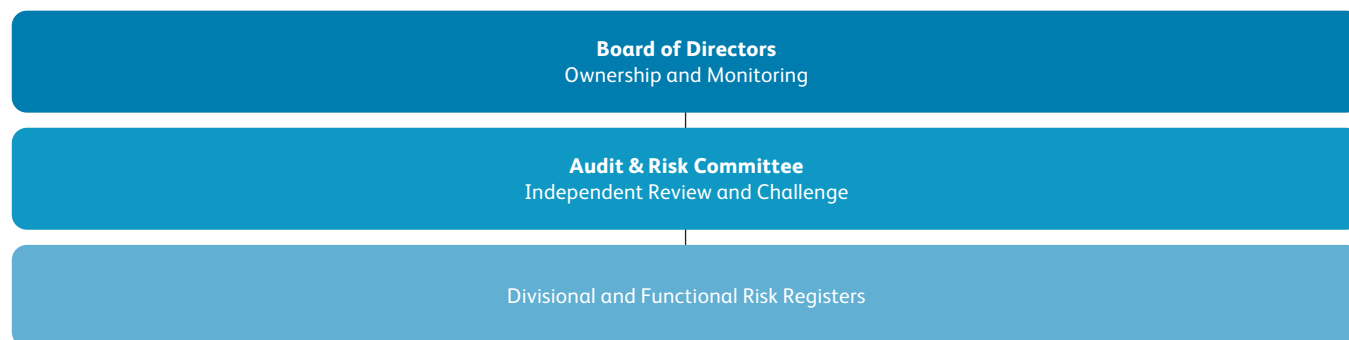 Board of Directors
Ownership and Monitoring
Audit & Risk Committee
Independent Review and Challenge
Divisional and Functional Risk Registers